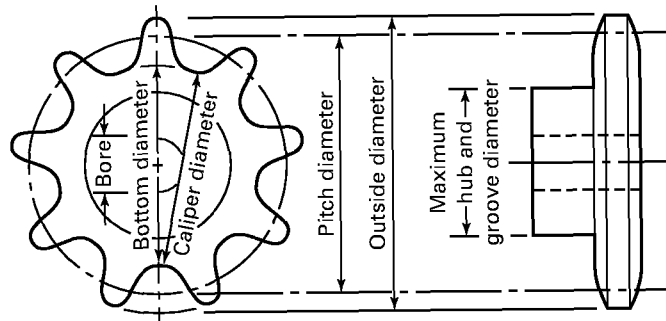 Bore
Bottom diameter
Caliper diameter
Pitch diameter
Outside diameter
Maximum
hub and
groove diameter